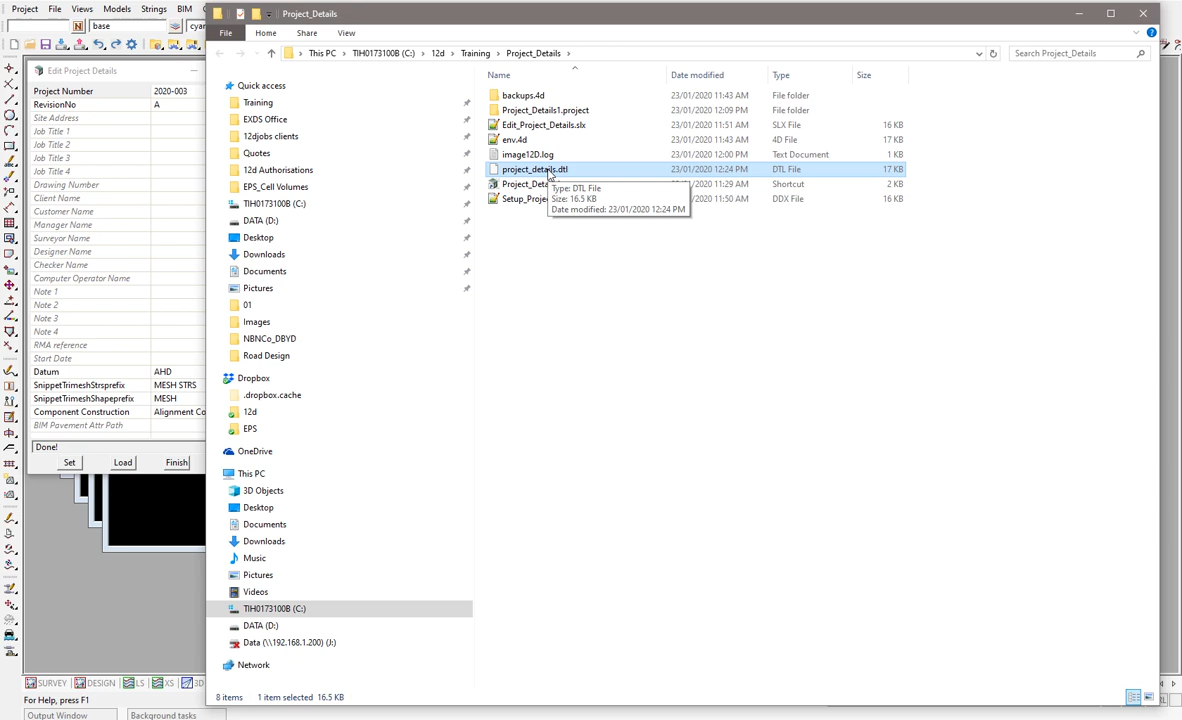 Project File Views Models Strings BIM
N base cyan
Edit Project Details
Project Number 2020-003
RevisionNo A
Site Address
Job Title 1
Job Title 2
Job Title 3
Job Title 4
Drawing Number
Client Name
Customer Name
Manager Name
Surveyor Name
Designer Name
Checker Name
Computer Operator Name
Note 1
Note 2
Note 3
Note 4
RMA reference
Start Date
Datum AHD
SnippetTrimeshStrsprefix MESH STRS
SnippetTrimeshShapeprefix MESH
Component Construction Alignment Co
BIM Pavement Attr Path
Done!
Set Load Finish
SURVEY DESIGN LS XS 3D
For Help, press F1
Output Window Background tasks
Project_Details
File Home Share View
This PC TIH0173100B (C:) 12d Training Project_Details
Search Project_Details
Quick access
Training
EXDS Office
12djobs clients
Quotes
12d Authorisations
EPS_Cell Volumes
TIH0173100B (C:)
DATA (D:)
Desktop
Downloads
Documents
Pictures
01
Images
NBNCo_DBYD
Road Design
Dropbox
.dropbox.cache
12d
EPS
OneDrive
This PC
3D Objects
Desktop
Documents
Downloads
Music
Pictures
Videos
TIH0173100B (C:)
DATA (D:)
Data (\\192.168.1.200) (J:)
Network
Name Date modified Type Size
backups.4d 23/01/2020 11:43 AM File folder
Project_Details1.project 23/01/2020 12:09 PM File folder
Edit_Project_Details.slx 23/01/2020 11:51 AM SLX File 16 KB
env.4d 23/01/2020 11:43 AM 4D File 17 KB
image12D.log 23/01/2020 12:00 PM Text Document 1 KB
project_details.dtl 23/01/2020 12:24 PM DTL File 17 KB
Project_Deta 23/01/2020 11:29 AM Shortcut 2 KB
Setup_Proje 20 11:50 AM DDX File 16 KB
Type: DTL File
Size: 16.5 KB
Date modified: 23/01/2020 12:24 PM
8 items 1 item selected 16.5 KB